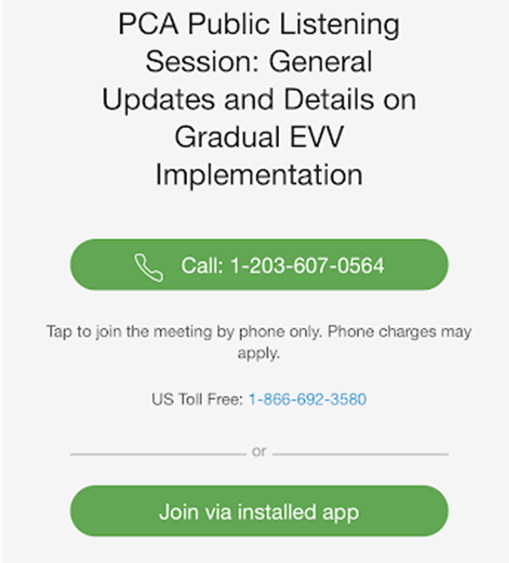 PCA Public Listening
Session: General
Updates and Details on
Gradual EVV
Implementation
Call: 1-203-607-0564
Tap to join the meeting by phone only. Phone charges may
apply.
US Toll Free: 1-866-692-3580
or
Join via installed app